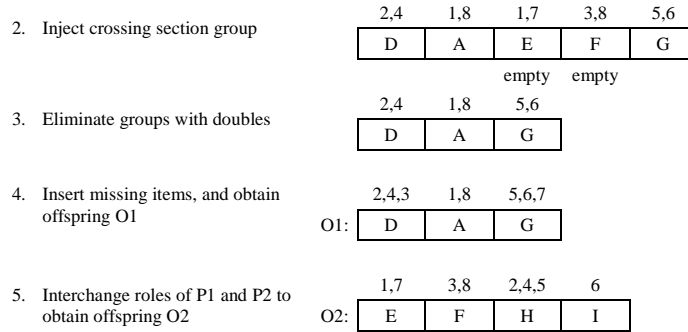 2,4 1,8 1,7 3,8 5,6
2. Inject crossing section group
D A E F G
empty empty
2,4 1,8 5,6
3. Eliminate groups with doubles
D A G
4. Insert missing items, and obtain
offspring O1
2,4,3 1,8 5,6,7
O1: D A G
5. Interchange roles of P1 and P2 to
obtain offspring O2
1,7 3,8 2,4,5 6
O2: E F H I